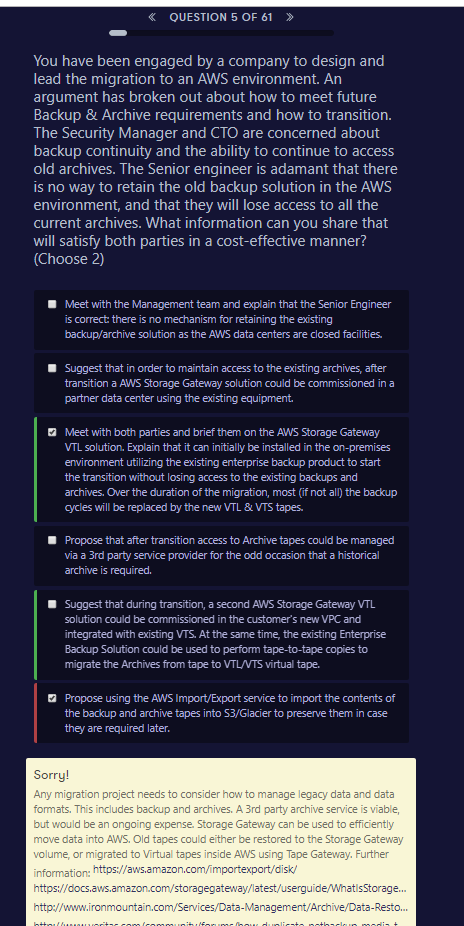 « QUESTION 5 OF 61 »
You have been engaged by a company to design and
lead the migration to an AWS environment. An
argument has broken out about how to meet future
Backup & Archive requirements and how to transition.
The Security Manager and CTO are concerned about
backup continuity and the ability to continue to access
old archives. The Senior engineer is adamant that there
is no way to retain the old backup solution in the AWS
environment, and that they will lose access to all the
current archives. What information can you share that
will satisfy both parties in a cost-effective manner?
(Choose 2)
Meet with the Management team and explain that the Senior Engineer
is correct: there is no mechanism for retaining the existing
backup/archive solution as the AWS data centers are closed facilities.
Suggest that in order to maintain access to the existing archives, after
transition a AWS Storage Gateway solution could be commissioned in a
partner data center using the existing equipment.
Meet with both parties and brief them on the AWS Storage Gateway
VTL solution. Explain that it can initially be installed in the on-premises
environment utilizing the existing enterprise backup product to start
the transition without losing access to the existing backups and
archives. Over the duration of the migration, most (if not all) the backup
cycles will be replaced by the new VTL & VTS tapes.
Propose that after transition access to Archive tapes could be managed
via a 3rd party service provider for the odd occasion that a historical
archive is required.
Suggest that during transition, a second AWS Storage Gateway VTL
solution could be commissioned in the customer's new VPC and
integrated with existing VTS. At the same time, the existing Enterprise
Backup Solution could be used to perform tape-to-tape copies to
migrate the Archives from tape to VTL/VTS virtual tape.
Propose using the AWS Import/Export service to import the contents of
the backup and archive tapes into S3/Glacier to preserve them in case
they are required later.
Sorry!
Any migration project needs to consider how to manage legacy data and data
formats. This includes backup and archives. A 3rd party archive service is viable,
but would be an ongoing expense. Storage Gateway can be used to efficiently
move data into AWS. Old tapes could either be restored to the Storage Gateway
volume, or migrated to Virtual tapes inside AWS using Tape Gateway. Further
information: https://aws.amazon.com/importexport/disk/
https://docs.aws.amazon.com/storagegateway/latest/userguide/WhatIsStorage...
http://www.ironmountain.com/Services/Data-Management/Archive/Data-Resto...